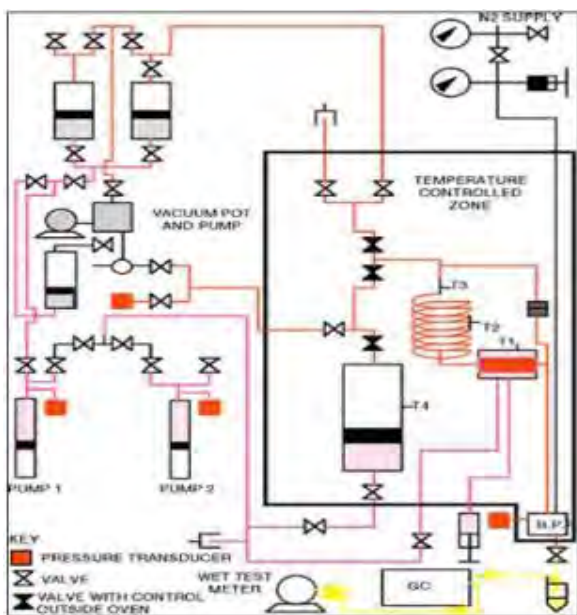 N2 SUPPLY
TEMPERATURE
CONTROLLED
ZONE
VACUUM POT
AND PUMP
T3
T2
T1
T4
PUMP 1
PUMP 2
B.P.
KEY
PRESSURE TRANSDUCER
VALVE
VALVE WITH CONTROL
OUTSIDE OVEN
WET TEST
METER
GC